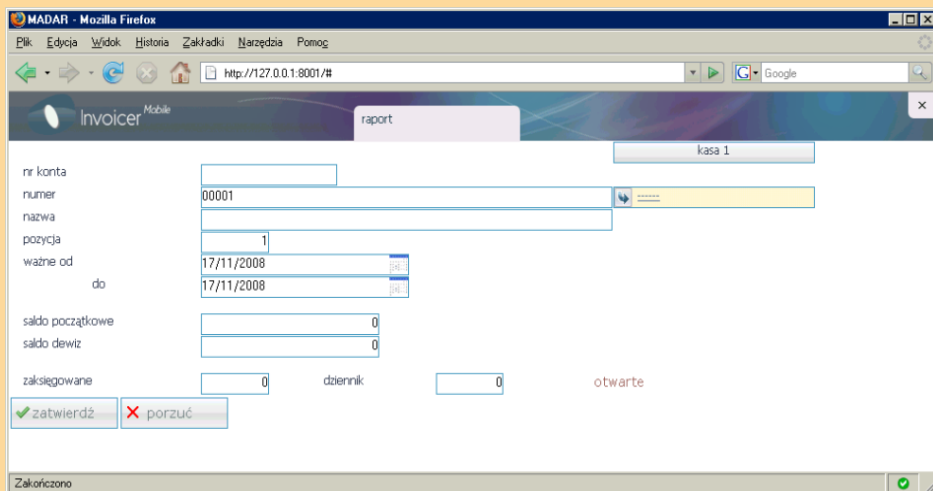 MADAR - Mozilla Firefox
Plik Edycja Widok Historia Zakładki Narzędzia Pomoc
http://127.0.0.1:8001/# G Google
Invoicer Mobile raport
kasa 1
nr konta
numer 00001 ------
nazwa
pozycja 1
ważne od 17/11/2008
do 17/11/2008
saldo początkowe 0
saldo dewiz 0
zaksięgowane 0 dziennik 0 otwarte
zatwierdź porzuć
Zakończono